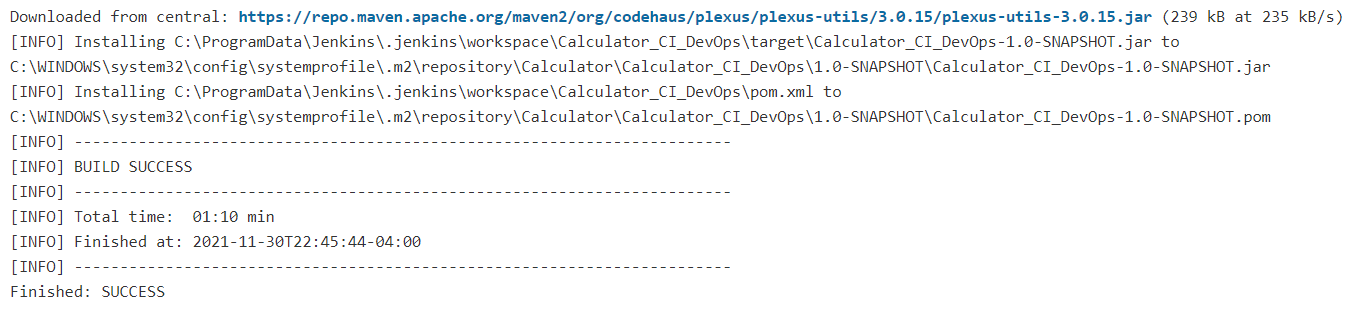 Downloaded from central: https://repo.maven.apache.org/maven2/org/codehaus/plexus/plexus-utils/3.0.15/plexus-utils-3.0.15.jar (239 kB at 235 kB/s)
[INFO] Installing C:\ProgramData\Jenkins\.jenkins\workspace\Calculator_CI_DevOps\target\Calculator_CI_DevOps-1.0-SNAPSHOT.jar to
C:\WINDOWS\system32\config\systemprofile\.m2\repository\Calculator\Calculator_CI_DevOps\1.0-SNAPSHOT\Calculator_CI_DevOps-1.0-SNAPSHOT.jar
[INFO] Installing C:\ProgramData\Jenkins\.jenkins\workspace\Calculator_CI_DevOps\pom.xml to
C:\WINDOWS\system32\config\systemprofile\.m2\repository\Calculator\Calculator_CI_DevOps\1.0-SNAPSHOT\Calculator_CI_DevOps-1.0-SNAPSHOT.pom
[INFO] ------------------------------------------------------------------------
[INFO] BUILD SUCCESS
[INFO] ------------------------------------------------------------------------
[INFO] Total time:  01:10 min
[INFO] Finished at: 2021-11-30T22:45:44-04:00
[INFO] ------------------------------------------------------------------------
Finished: SUCCESS